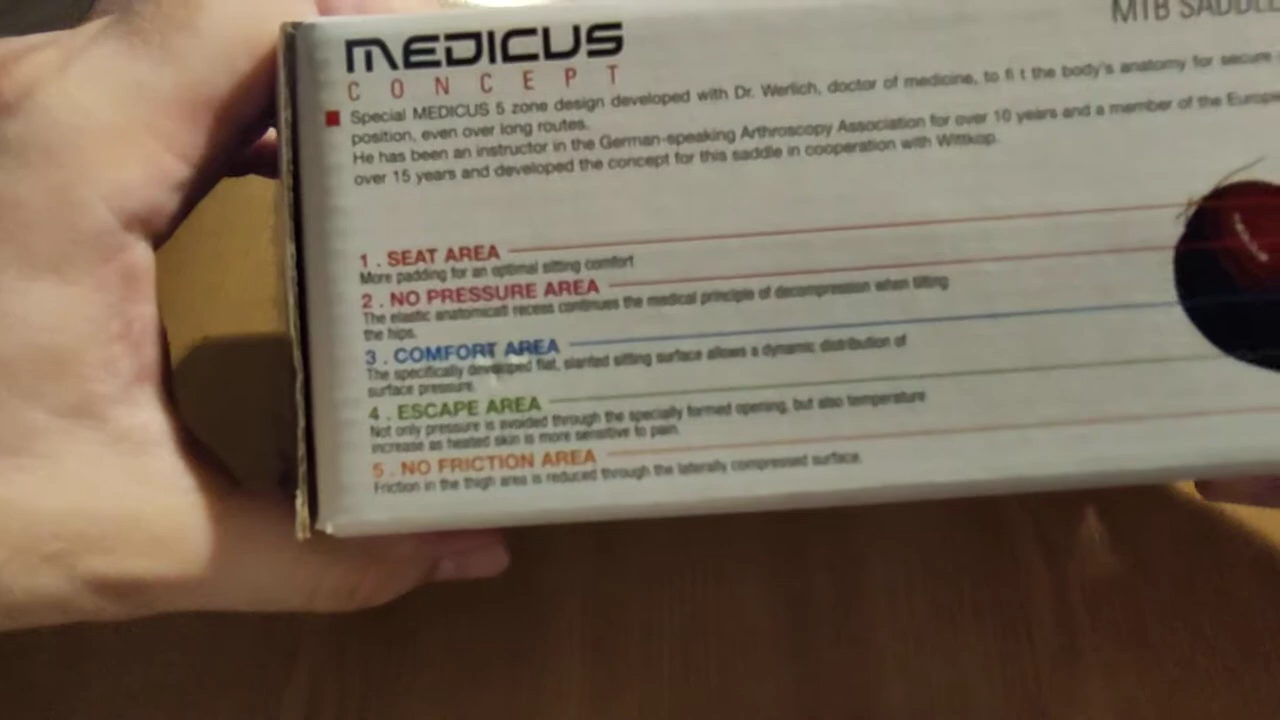 MEDICUS
CONCEPT
MTB SADDLE
Special MEDICUS 5 zone design developed with Dr. Werlich, doctor of medicine, to fi t the body's anatomy for secure
position, even over long routes.
He has been an instructor in the German-speaking Arthroscopy Association for over 10 years and a member of the Europe
over 15 years and developed the concept for this saddle in cooperation with Wittkop.
1 . SEAT AREA
More padding for an optimal sitting comfort
2 . NO PRESSURE AREA
The elastic anatomicall recess continues the medical principle of decompression when tilting
the hips.
3 . COMFORT AREA
The specifically developed flat, slanted sitting surface allows a dynamic distribution of
surface pressure.
4 . ESCAPE AREA
Not only pressure is avoided through the specially formed opening, but also temperature
increase as heated skin is more sensitive to pain.
5 . NO FRICTION AREA
Friction in the thigh area is reduced through the laterally compressed surface.